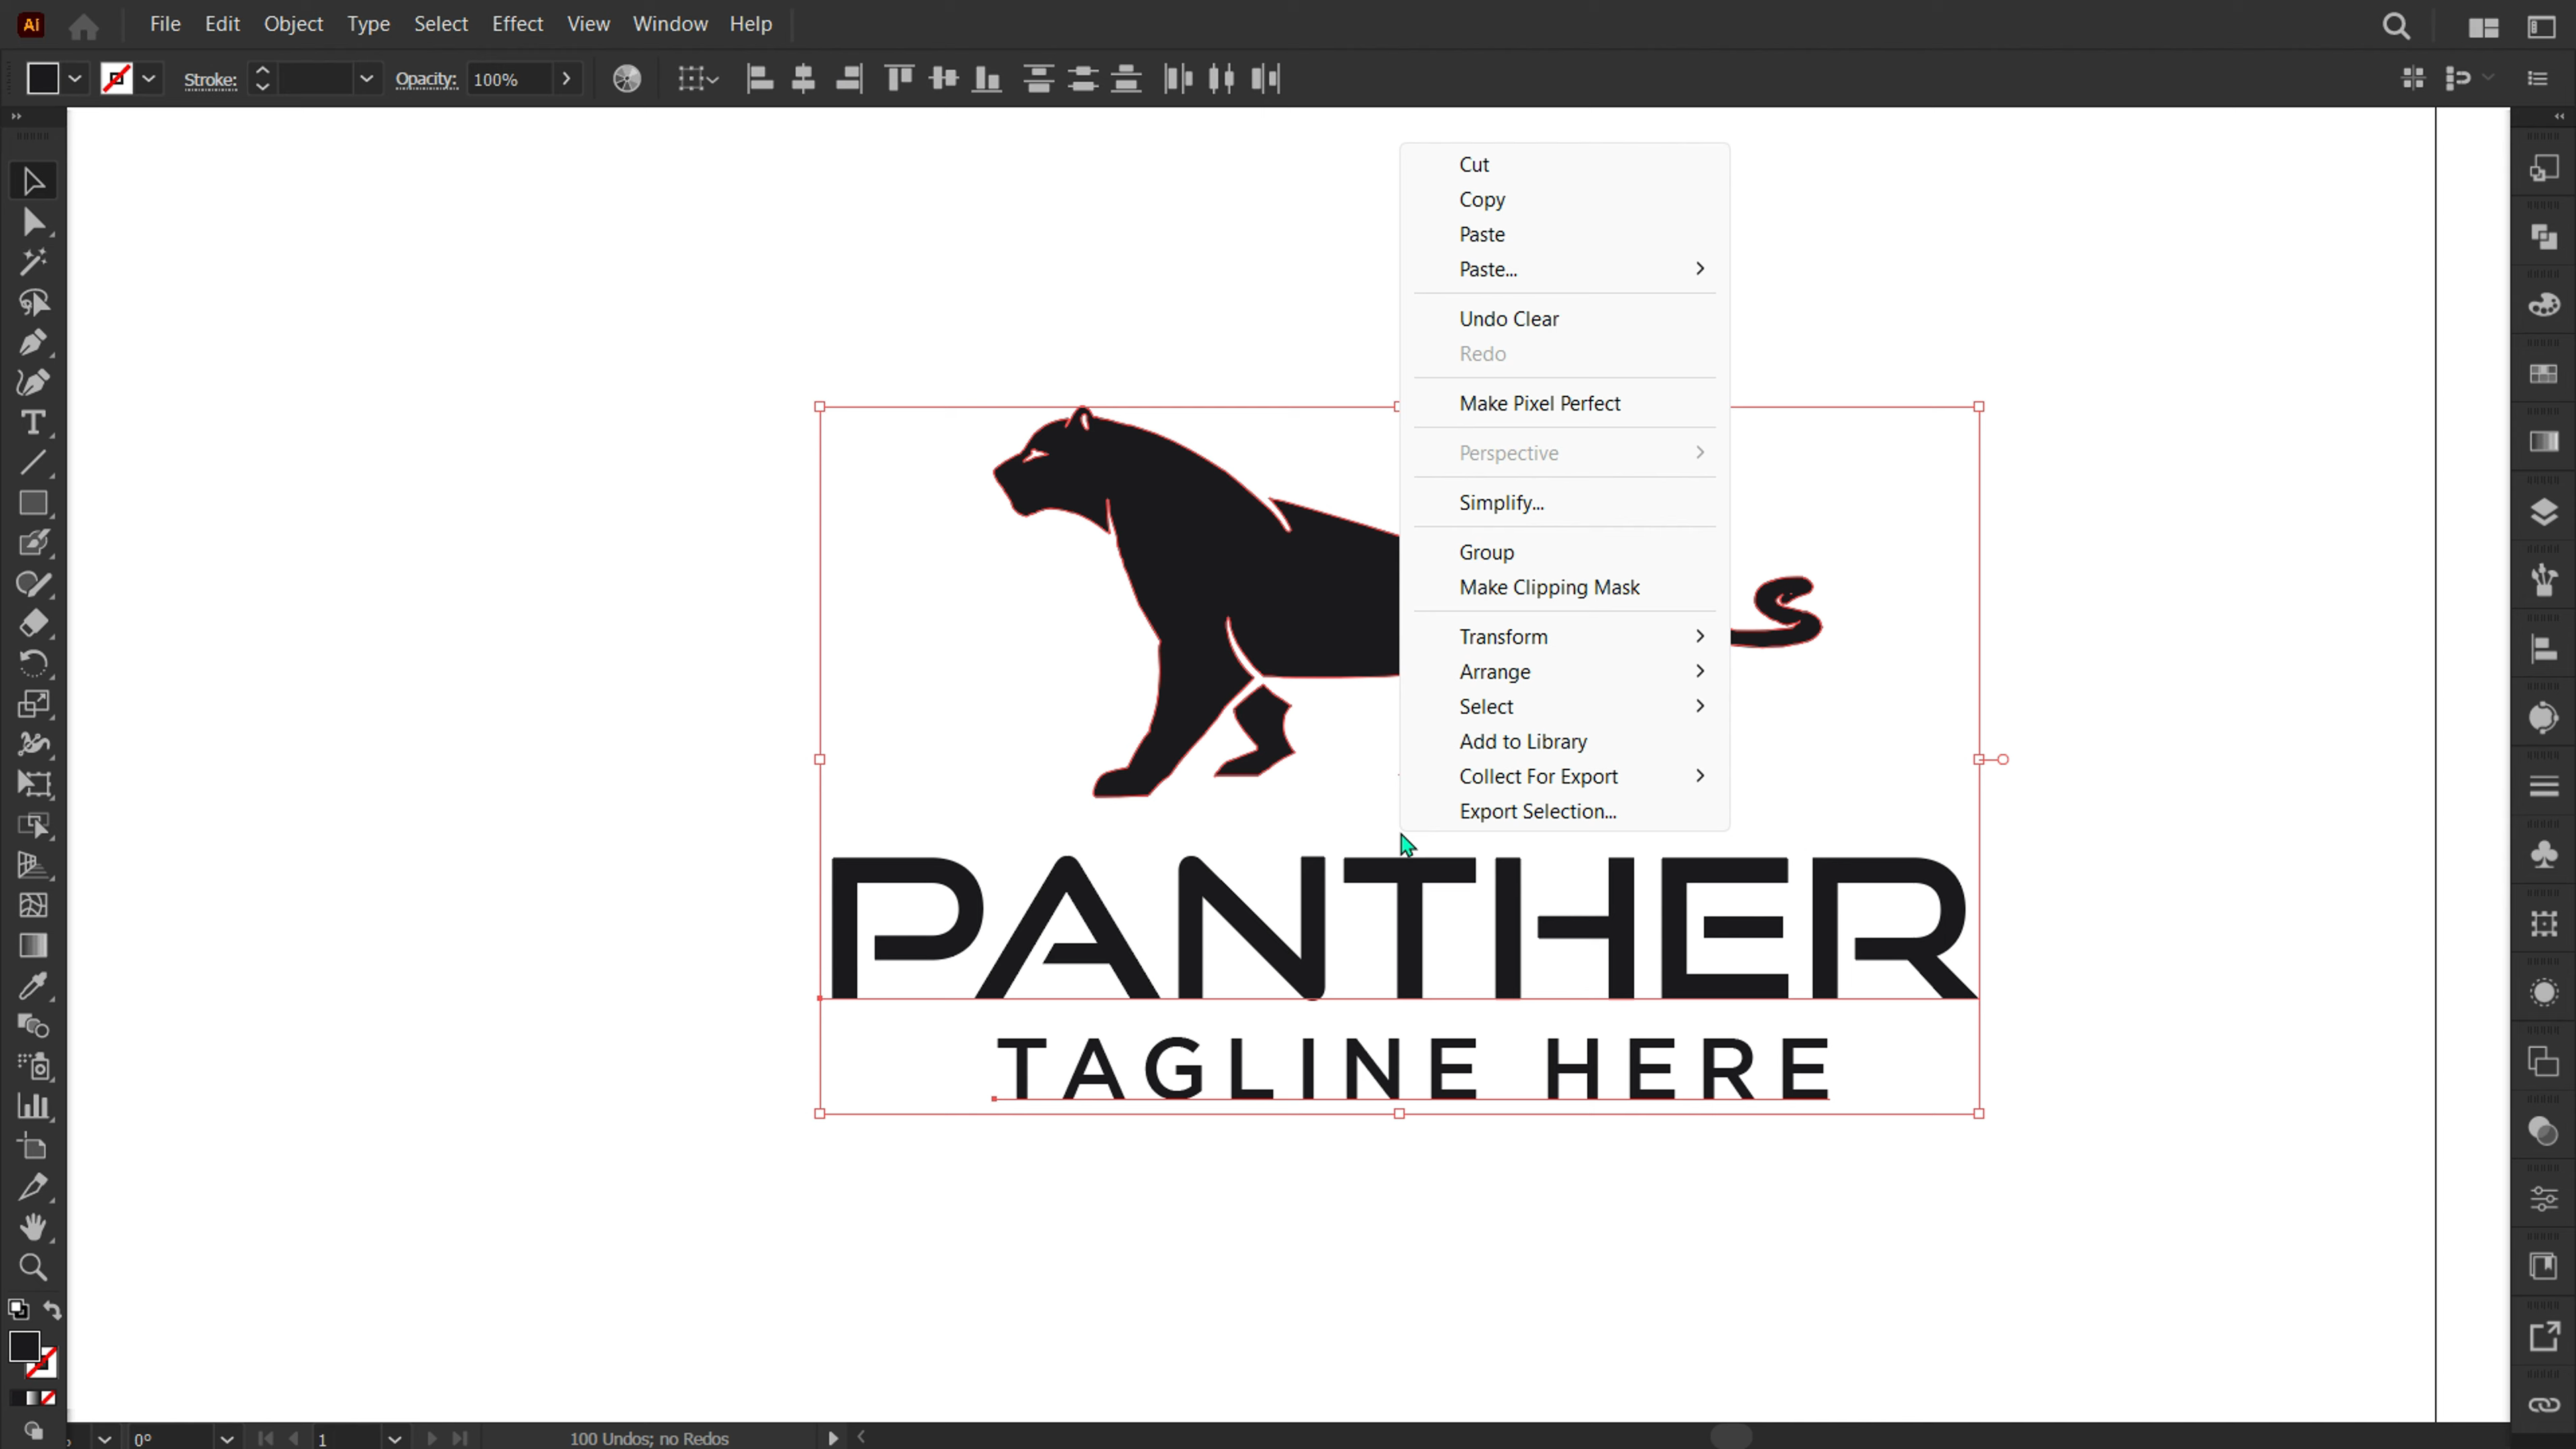 Ai File Edit Object Type Select Effect View Window Help
Stroke: Opacity: 100%
Cut
Copy
Paste
Paste...
Undo Clear
Redo
Make Pixel Perfect
Perspective
Simplify...
Group
Make Clipping Mask
Transform
Arrange
Select
Add to Library
Collect For Export
Export Selection...
PANTHER
TAGLINE HERE
0° 1 100 Undos; no Redos